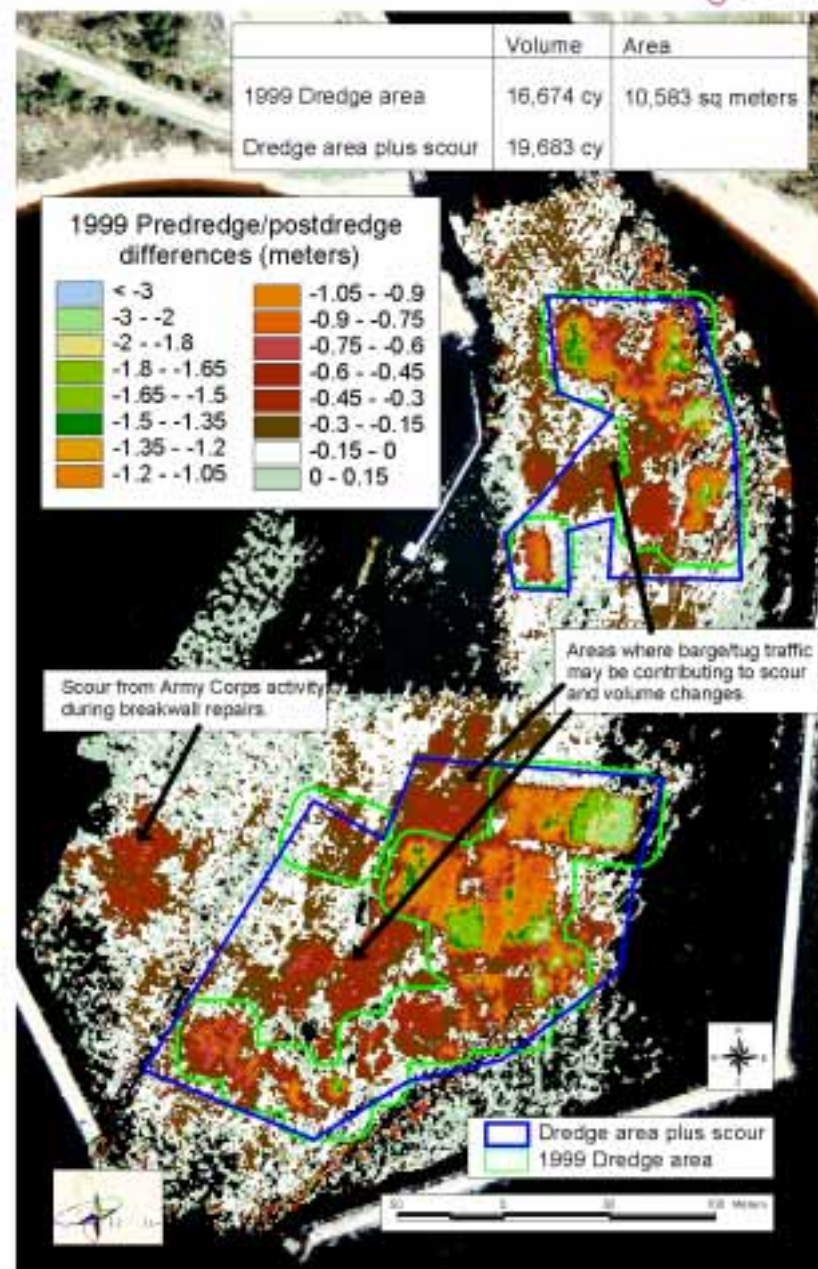 Volume Area
1999 Dredge area 16,674 cy 10,583 sq meters
Dredge area plus scour 19,683 cy
1999 Predredge/postdredge
differences (meters)
< -3
-3 - -2
-2 - -1.8
-1.8 - -1.65
-1.65 - -1.5
-1.5 - -1.35
-1.35 - -1.2
-1.2 - -1.05
-1.05 - -0.9
-0.9 - -0.75
-0.75 - -0.6
-0.6 - -0.45
-0.45 - -0.3
-0.3 - -0.15
-0.15 - 0
0 - 0.15
Areas where barge/tug traffic
may be contributing to scour
and volume changes.
Scour from Army Corps activity
during breakwall repairs.
Dredge area plus scour
1999 Dredge area
50 0 50 100 Meters